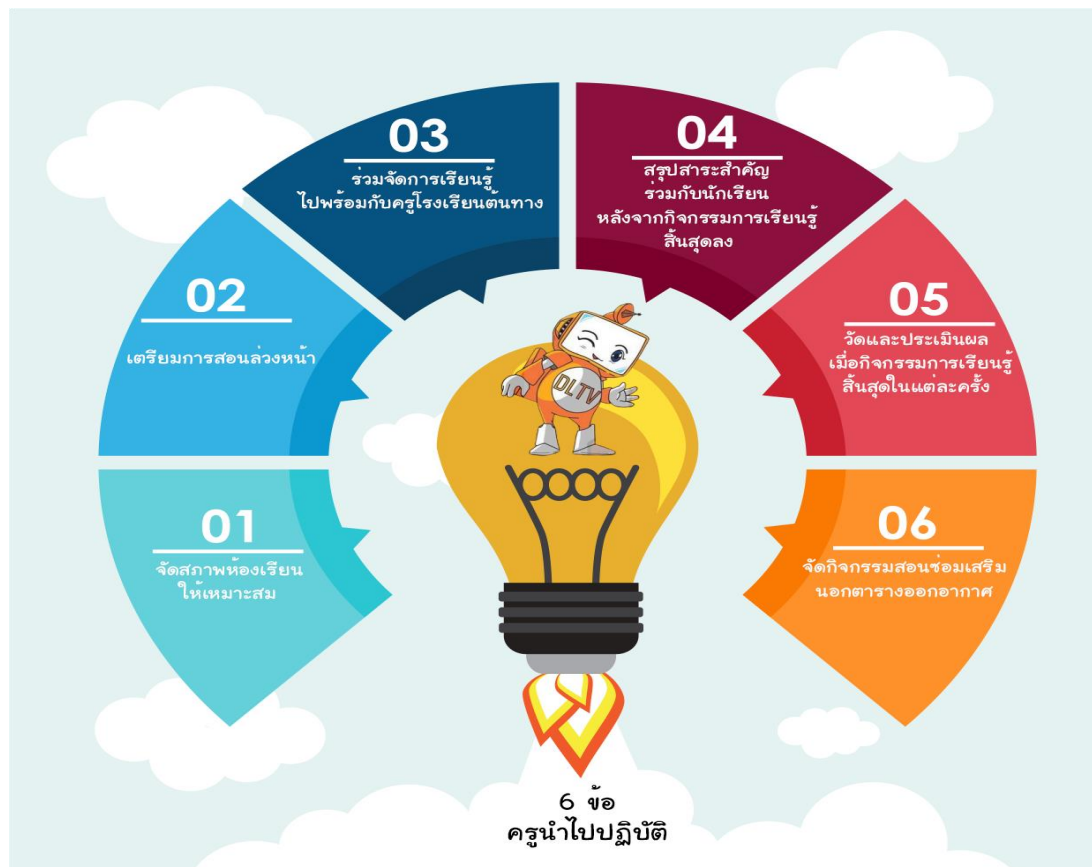 01
จัดสภาพห้องเรียน
ให้เหมาะสม
02
เตรียมการสอนล่วงหน้า
03
ร่วมจัดการเรียนรู้
ไปพร้อมกับครูโรงเรียนต้นทาง
04
สรุปสาระสำคัญ
ร่วมกับนักเรียน
หลังจากกิจกรรมการเรียนรู้
สิ้นสุดลง
05
วัดและประเมินผล
เมื่อกิจกรรมการเรียนรู้
สิ้นสุดในแต่ละครั้ง
06
จัดกิจกรรมสอนซ่อมเสริม
นอกตารางออกอากาศ
DLTV
6 ข้อ
ครูนำไปปฏิบัติ